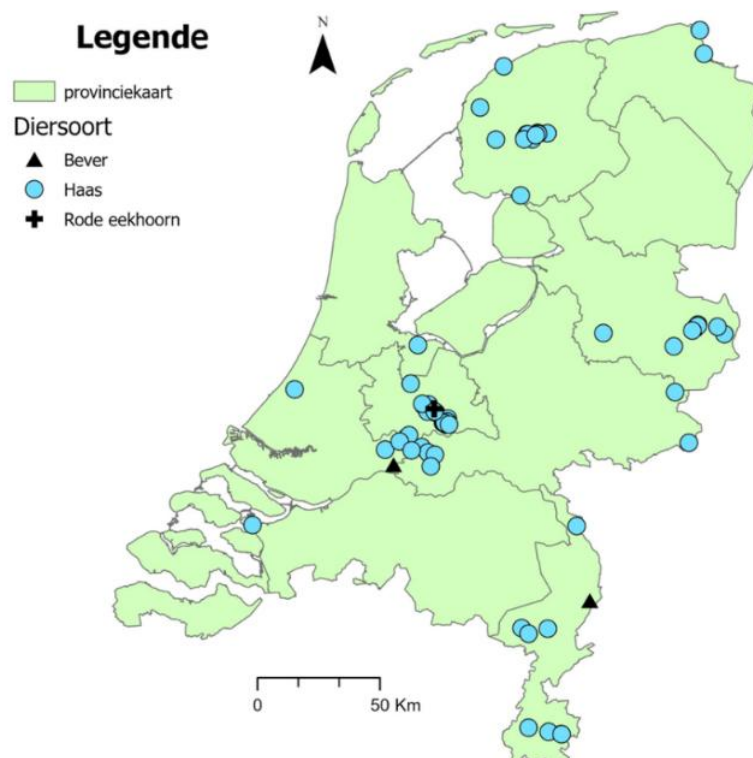 Legende
N
provinciekaart
Diersoort
Bever
Haas
Rode eekhoorn
0 50 Km